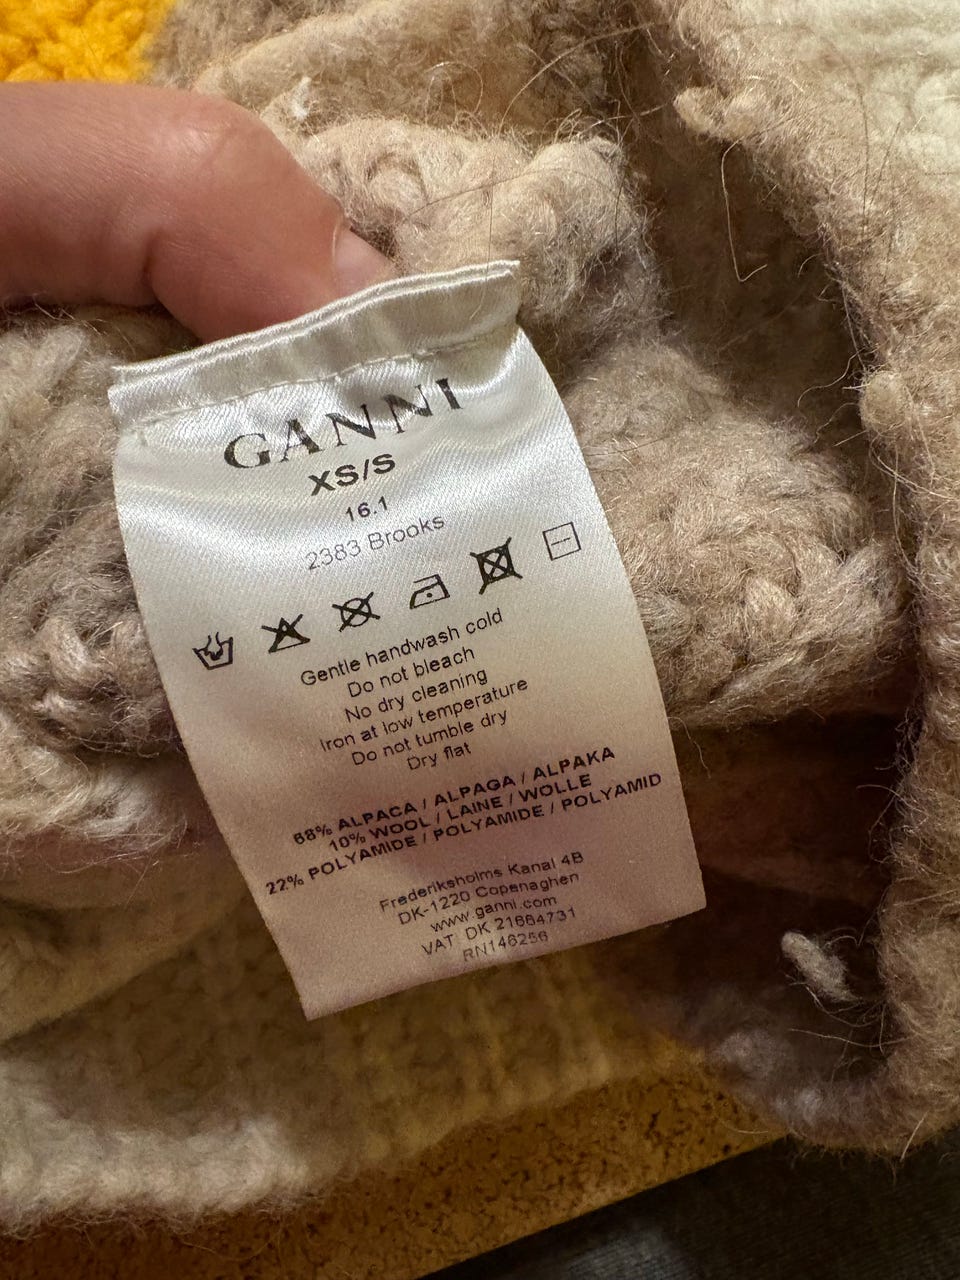 GANNI
XS/S
16.1
2383 Brooks
Gentle handwash cold
Do not bleach
No dry cleaning
Iron at low temperature
Do not tumble dry
Dry flat
68% ALPACA / ALPAGA / ALPAKA
10% WOOL / LAINE / WOLLE
22% POLYAMIDE / POLYAMIDE / POLYAMID
Frederiksholms Kanal 4B
DK-1220 Copenaghen
www.ganni.com
VAT DK 21664731
RN146256